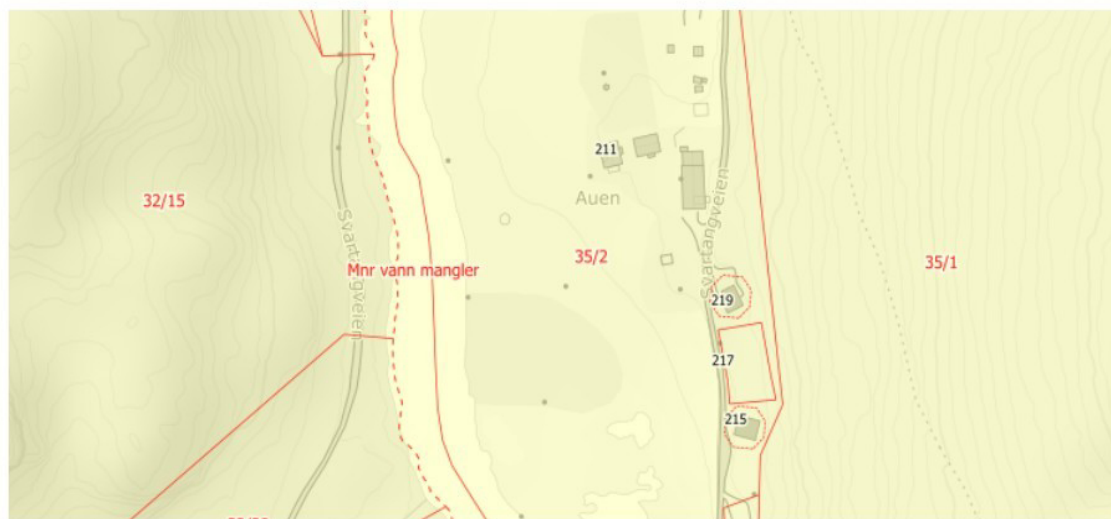 211
32/15
Auen
Svartangveien
Svartangveien
35/2
35/1
Mnr vann mangler
219
217
215